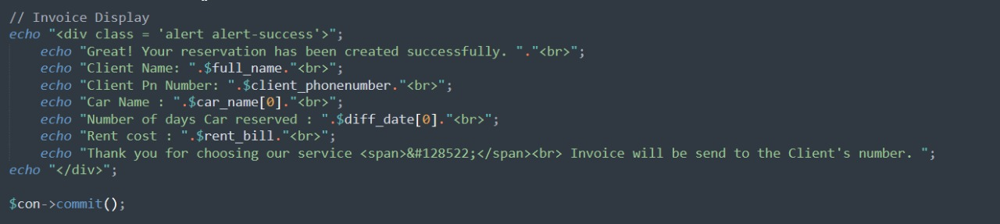 // Invoice Display
echo "<div class = 'alert alert-success'>";
echo "Great! Your reservation has been created successfully. "."<br>";
echo "Client Name: ".$full_name."<br>";
echo "Client Pn Number: ".$client_phonenumber."<br>";
echo "Car Name : ".$car_name[0]."<br>";
echo "Number of days Car reserved : ".$diff_date[0]."<br>";
echo "Rent cost : ".$rent_bill."<br>";
echo "Thank you for choosing our service <span>&#128522;</span><br> Invoice will be send to the Client's number. ";
echo "</div>";
$con->commit();